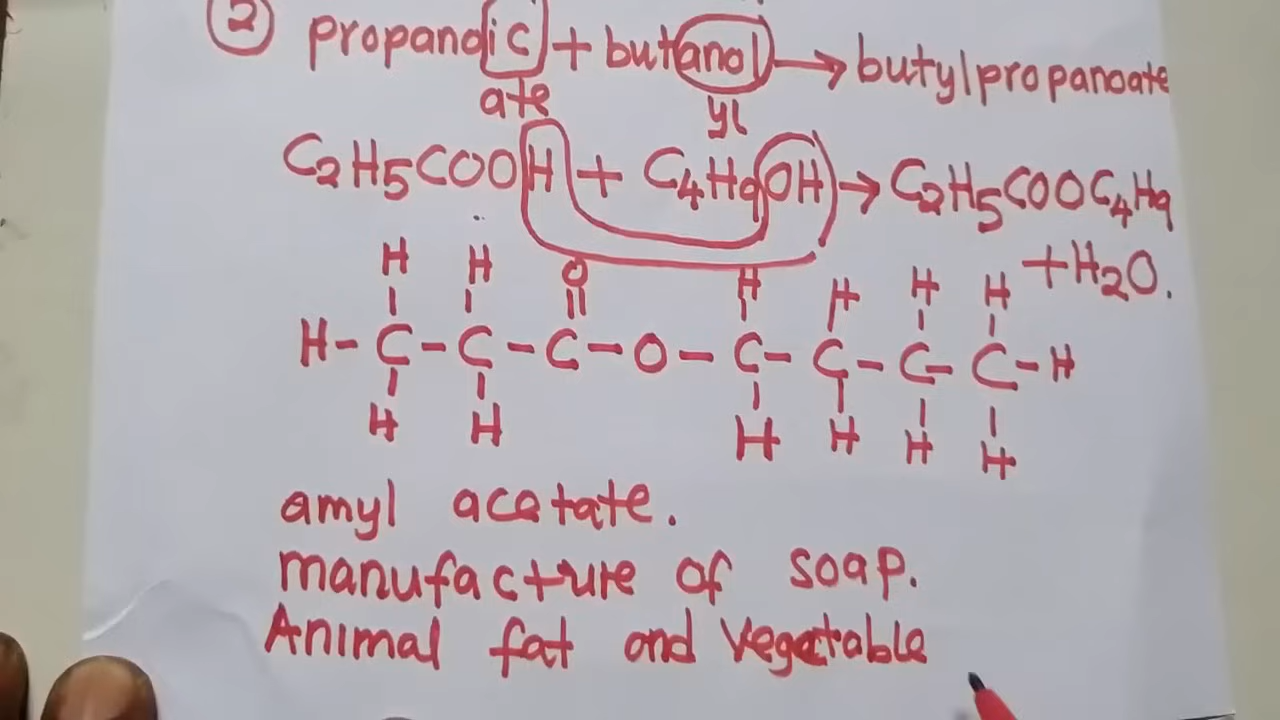 ② propanoic + butanol → butylpropanoate
ate yl
C₂H₅COOH + C₄H₉OH → C₂H₅COOC₄H₉
+ H₂O.
H H O H H H H
H - C - C - C - O - C - C - C - C - H
H H H H H H
amyl acetate.
manufacture of soap.
Animal fat and vegetable